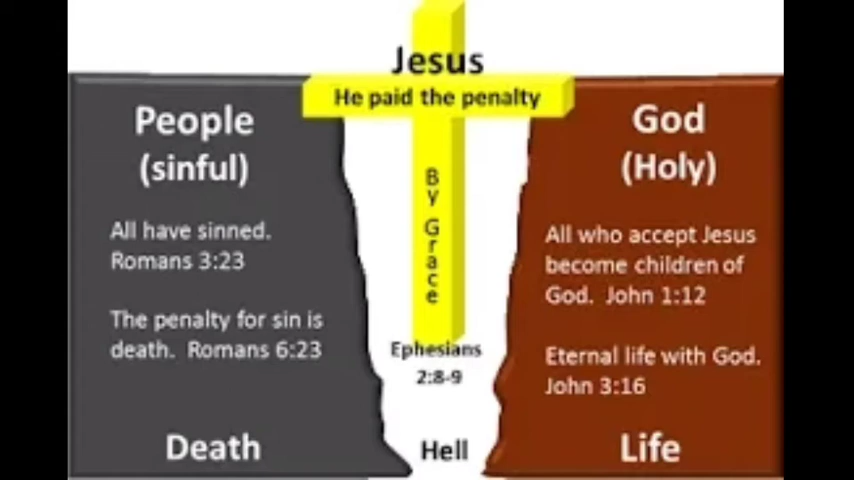 Jesus
He paid the penalty
People
(sinful)
All have sinned.
Romans 3:23
The penalty for sin is
death. Romans 6:23
Death
By Grace
Ephesians
2:8-9
Hell
God
(Holy)
All who accept Jesus
become children of
God. John 1:12
Eternal life with God.
John 3:16
Life